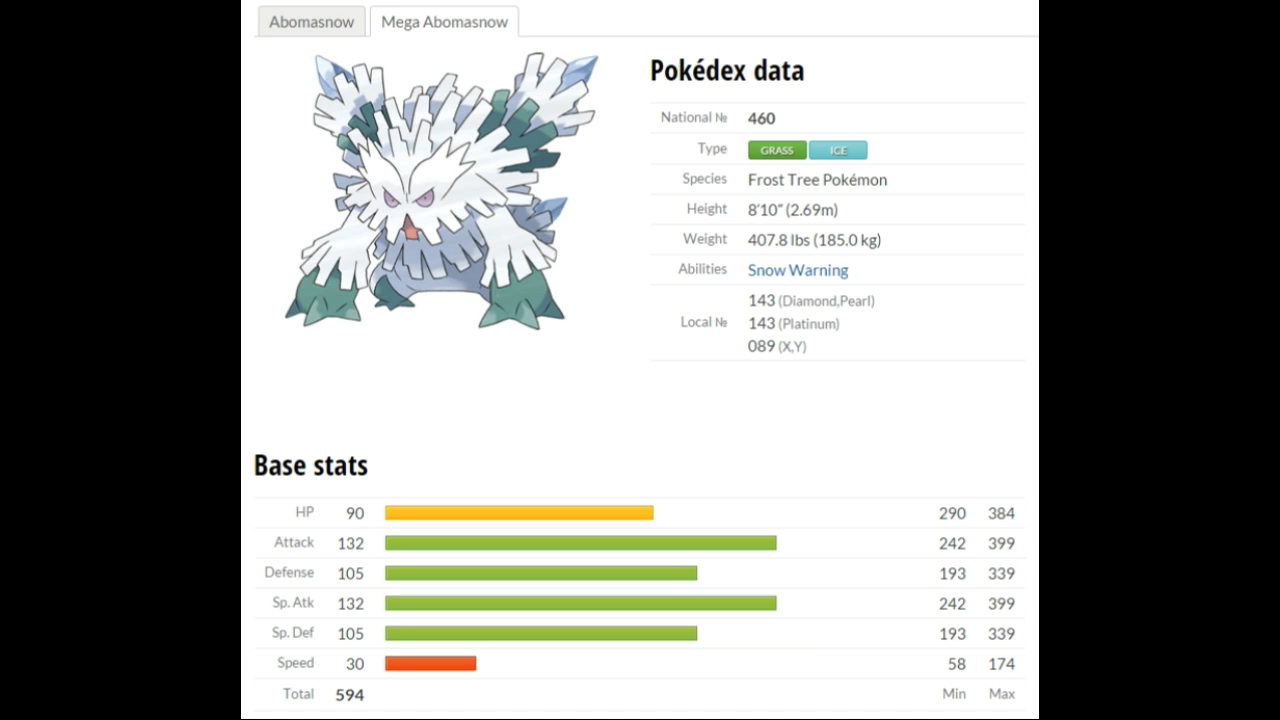 Abomasnow Mega Abomasnow
Pokédex data
National № 460
Type GRASS ICE
Species Frost Tree Pokémon
Height 8'10" (2.69m)
Weight 407.8 lbs (185.0 kg)
Abilities Snow Warning
143 (Diamond,Pearl)
Local № 143 (Platinum)
089 (X,Y)
Base stats
HP 90 290 384
Attack 132 242 399
Defense 105 193 339
Sp. Atk 132 242 399
Sp. Def 105 193 339
Speed 30 58 174
Total 594 Min Max